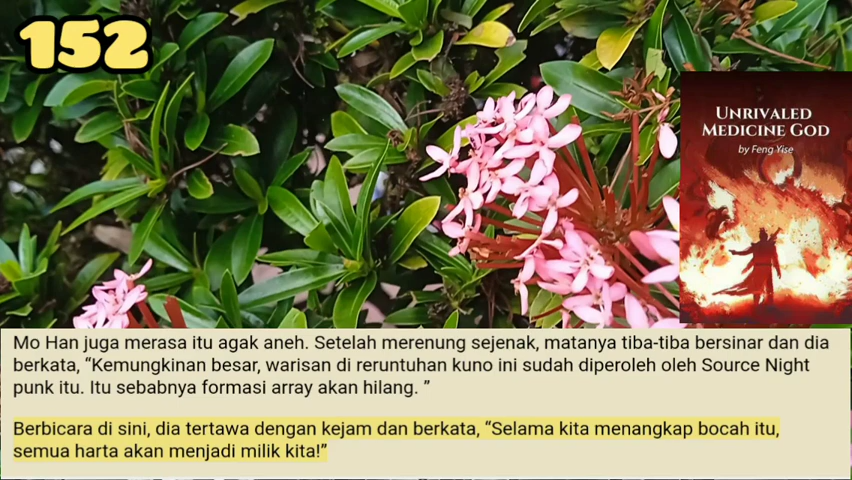 152
UNRIVALED
MEDICINE GOD
by Feng Yise
Mo Han juga merasa itu agak aneh. Setelah merenung sejenak, matanya tiba-tiba bersinar dan dia
berkata, “Kemungkinan besar, warisan di reruntuhan kuno ini sudah diperoleh oleh Source Night
punk itu. Itu sebabnya formasi array akan hilang. ”
Berbicara di sini, dia tertawa dengan kejam dan berkata, “Selama kita menangkap bocah itu,
semua harta akan menjadi milik kita!”